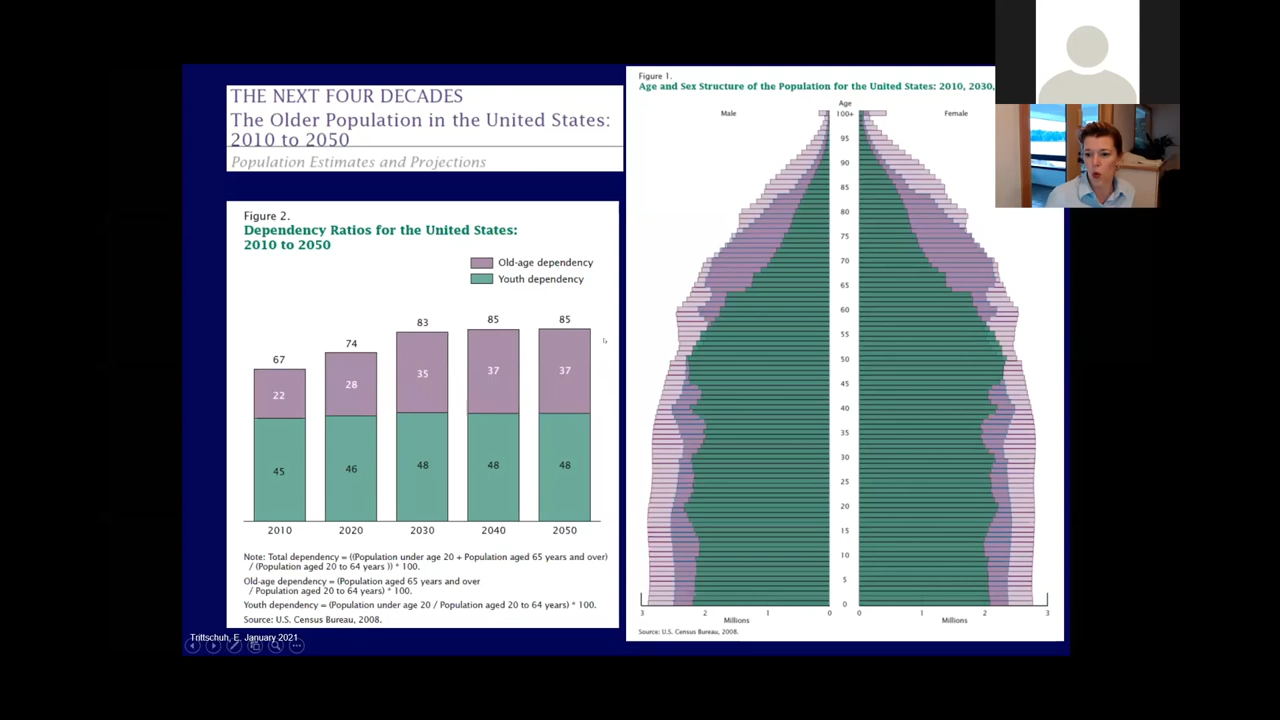 THE NEXT FOUR DECADES
The Older Population in the United States:
2010 to 2050
Population Estimates and Projections
Figure 2.
Dependency Ratios for the United States:
2010 to 2050
Old-age dependency
Youth dependency
67
74
83
85
85
22
28
35
37
37
45
46
48
48
48
2010
2020
2030
2040
2050
Note: Total dependency = ((Population under age 20 + Population aged 65 years and over)
/ (Population aged 20 to 64 years )) * 100.
Old-age dependency = (Population aged 65 years and over
/ Population aged 20 to 64 years) * 100.
Youth dependency = (Population under age 20 / Population aged 20 to 64 years) * 100.
Source: U.S. Census Bureau, 2008.
Trittschuh, E. January 2021
Figure 1.
Age and Sex Structure of the Population for the United States: 2010, 2030,
Age
Male
100+
Female
95
90
85
80
75
70
65
60
55
50
45
40
35
30
25
20
15
10
5
0
3 2 1 0 0 1 2 3
Millions Millions
Source: U.S. Census Bureau, 2008.